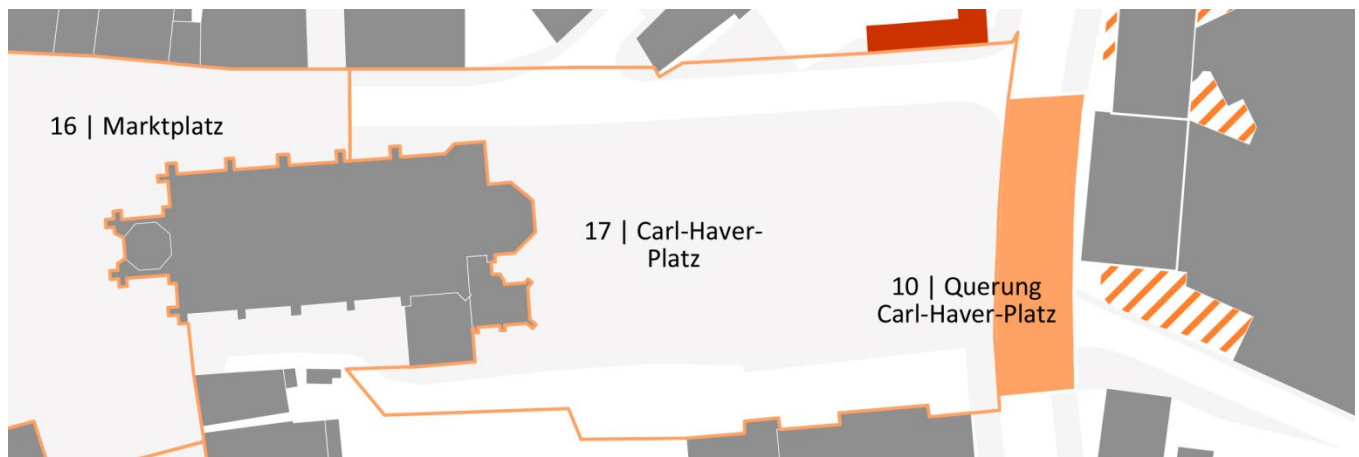 16 | Marktplatz
17 | Carl-Haver-
Platz
10 | Querung
Carl-Haver-Platz